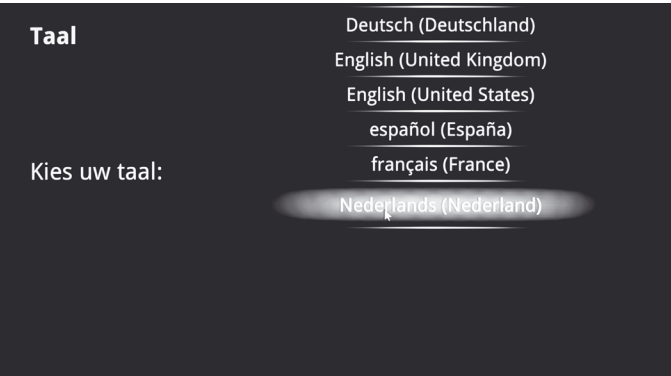 Taal
Deutsch (Deutschland)
English (United Kingdom)
English (United States)
español (España)
français (France)
Kies uw taal:
Nederlands (Nederland)